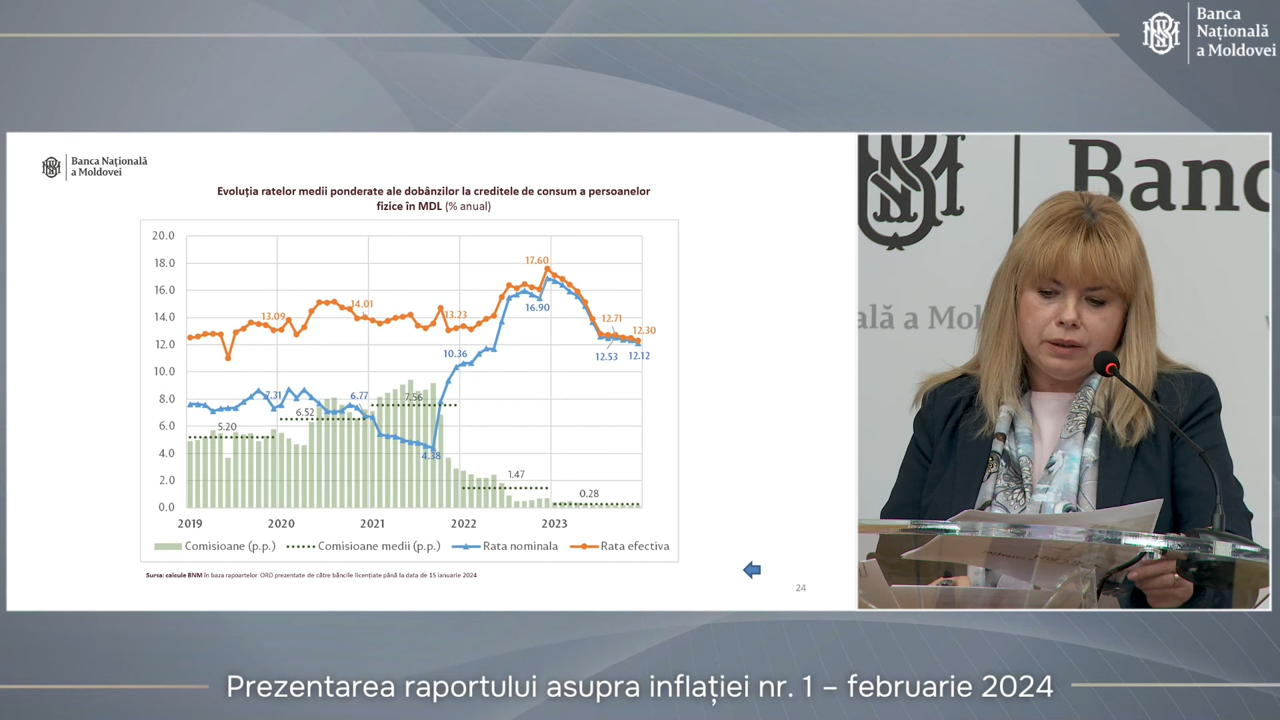 Banca
Națională
a Moldovei
Banca Națională
a Moldovei
Evoluția ratelor medii ponderate ale dobânzilor la creditele de consum a persoanelor
fizice în MDL (% anual)
20.0
18.0
16.0
14.0
12.0
10.0
8.0
6.0
4.0
2.0
0.0
17.60
16.90
13.09
14.01
13.23
12.71
12.30
12.53
12.12
10.36
7.31
6.77
7.56
6.52
5.20
4.38
1.47
0.28
2019
2020
2021
2022
2023
Comisioane (p.p.)
Comisioane medii (p.p.)
Rata nominala
Rata efectiva
Sursa: calcule BNM în baza rapoartelor ORD prezentate de către băncile licențiate până la data de 15 ianuarie 2024
24
Banc
ală a Mol
Prezentarea raportului asupra inflației nr. 1 – februarie 2024